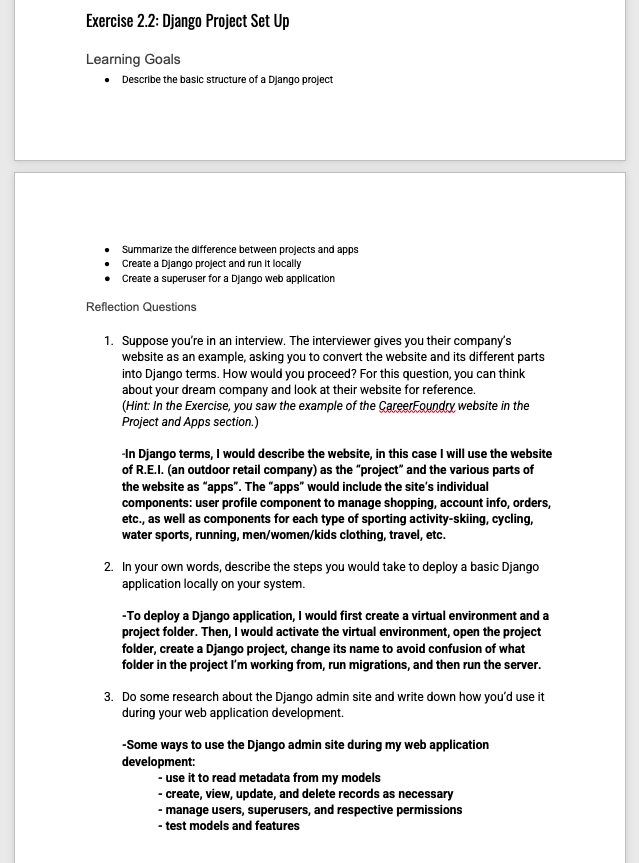 Exercise 2.2: Django Project Set Up
Learning Goals
● Describe the basic structure of a Django project
● Summarize the difference between projects and apps
● Create a Django project and run it locally
● Create a superuser for a Django web application
Reflection Questions
1. Suppose you’re in an interview. The interviewer gives you their company’s
website as an example, asking you to convert the website and its different parts
into Django terms. How would you proceed? For this question, you can think
about your dream company and look at their website for reference.
(Hint: In the Exercise, you saw the example of the CareerFoundry website in the
Project and Apps section.)
-In Django terms, I would describe the website, in this case I will use the website
of R.E.I. (an outdoor retail company) as the “project” and the various parts of
the website as “apps”. The “apps” would include the site’s individual
components: user profile component to manage shopping, account info, orders,
etc., as well as components for each type of sporting activity-skiing, cycling,
water sports, running, men/women/kids clothing, travel, etc.
2. In your own words, describe the steps you would take to deploy a basic Django
application locally on your system.
-To deploy a Django application, I would first create a virtual environment and a
project folder. Then, I would activate the virtual environment, open the project
folder, create a Django project, change its name to avoid confusion of what
folder in the project I’m working from, run migrations, and then run the server.
3. Do some research about the Django admin site and write down how you’d use it
during your web application development.
-Some ways to use the Django admin site during my web application
development:
- use it to read metadata from my models
- create, view, update, and delete records as necessary
- manage users, superusers, and respective permissions
- test models and features